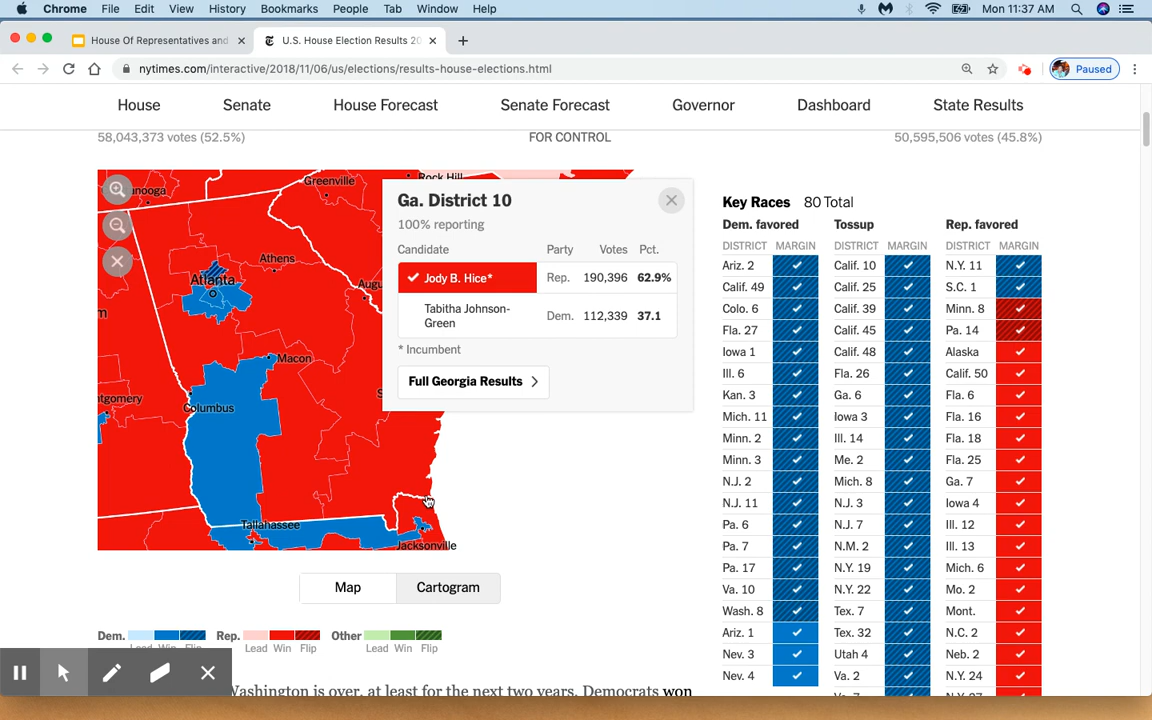 Chrome File Edit View History Bookmarks People Tab Window Help Mon 11:37 AM
House Of Representatives and × U.S. House Election Results 20 × +
nytimes.com/interactive/2018/11/06/us/elections/results-house-elections.html Paused
House Senate House Forecast Senate Forecast Governor Dashboard State Results
58,043,373 votes (52.5%) FOR CONTROL 50,595,506 votes (45.8%)
Rock Hill
Greenville
nooga
Athens
Atlanta
Augu
m
Macon
tgomery
Columbus
S
Tallahassee
Jacksonville
Ga. District 10
100% reporting
Candidate Party Votes Pct.
Jody B. Hice* Rep. 190,396 62.9%
Tabitha Johnson-
Green Dem. 112,339 37.1
* Incumbent
Full Georgia Results
Map Cartogram
Dem. Rep. Other
Lead Win Flip Lead Win Flip Lead Win Flip
Washington is over, at least for the next two years. Democrats won
Key Races 80 Total
Dem. favored Tossup Rep. favored
DISTRICT MARGIN DISTRICT MARGIN DISTRICT MARGIN
Ariz. 2 Calif. 10 N.Y. 11
Calif. 49 Calif. 25 S.C. 1
Colo. 6 Calif. 39 Minn. 8
Fla. 27 Calif. 45 Pa. 14
Iowa 1 Calif. 48 Alaska
Ill. 6 Fla. 26 Calif. 50
Kan. 3 Ga. 6 Fla. 6
Mich. 11 Iowa 3 Fla. 16
Minn. 2 Ill. 14 Fla. 18
Minn. 3 Me. 2 Fla. 25
N.J. 2 Mich. 8 Ga. 7
N.J. 11 N.J. 3 Iowa 4
Pa. 6 N.J. 7 Ill. 12
Pa. 7 N.M. 2 Ill. 13
Pa. 17 N.Y. 19 Mich. 6
Va. 10 N.Y. 22 Mo. 2
Wash. 8 Tex. 7 Mont.
Ariz. 1 Tex. 32 N.C. 2
Nev. 3 Utah 4 Neb. 2
Nev. 4 Va. 2 N.Y. 24
Va. 7 N.Y. 27